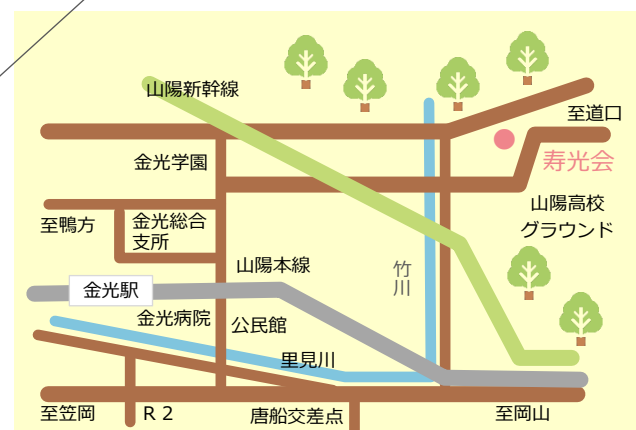 山陽新幹線
至道口
金光学園
寿光会
山陽高校
グラウンド
至鴨方
金光総合
支所
山陽本線
竹川
金光駅
金光病院
公民館
里見川
至笠岡
R 2
唐船交差点
至岡山